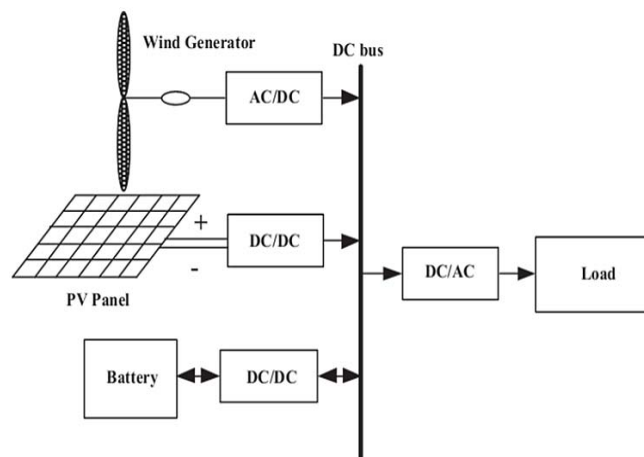 Wind Generator
DC bus
AC/DC
+
DC/DC
-
PV Panel
DC/AC
Load
Battery
DC/DC